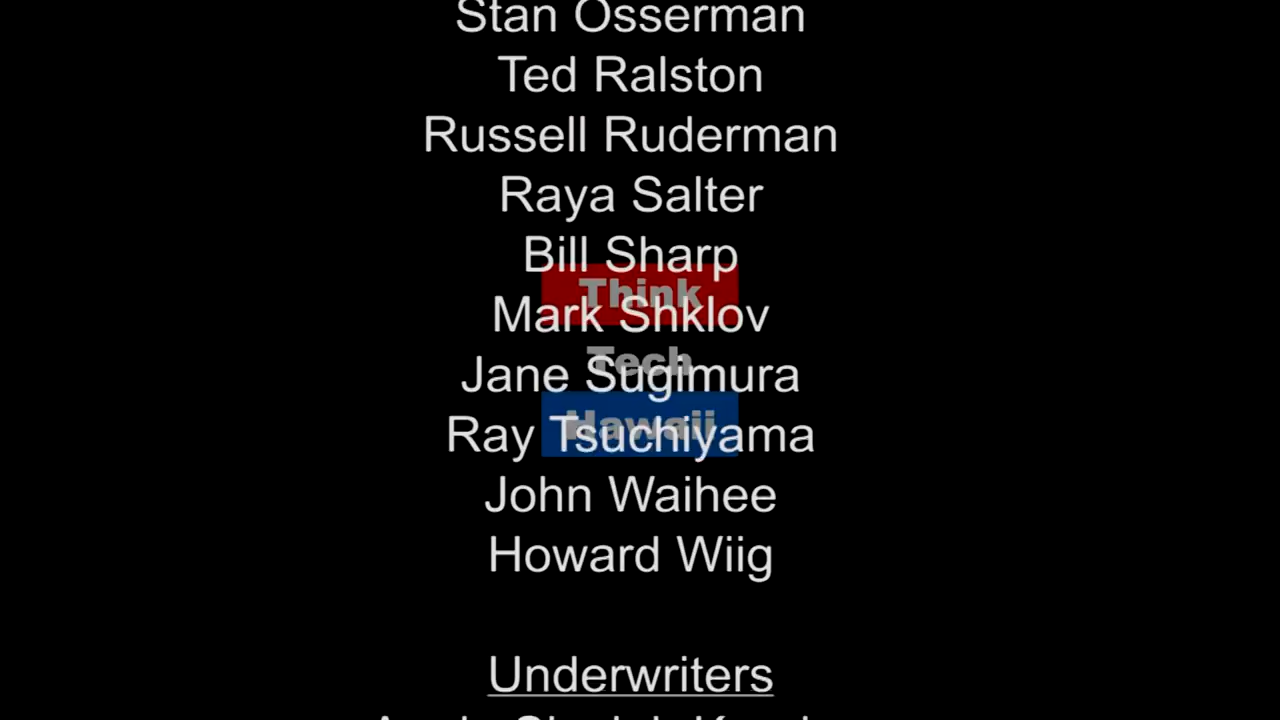 Stan Osserman
Ted Ralston
Russell Ruderman
Raya Salter
Bill Sharp
Think
Mark Shklov
Tech
Jane Sugimura
Hawaii
Ray Tsuchiyama
John Waihee
Howard Wiig
Underwriters